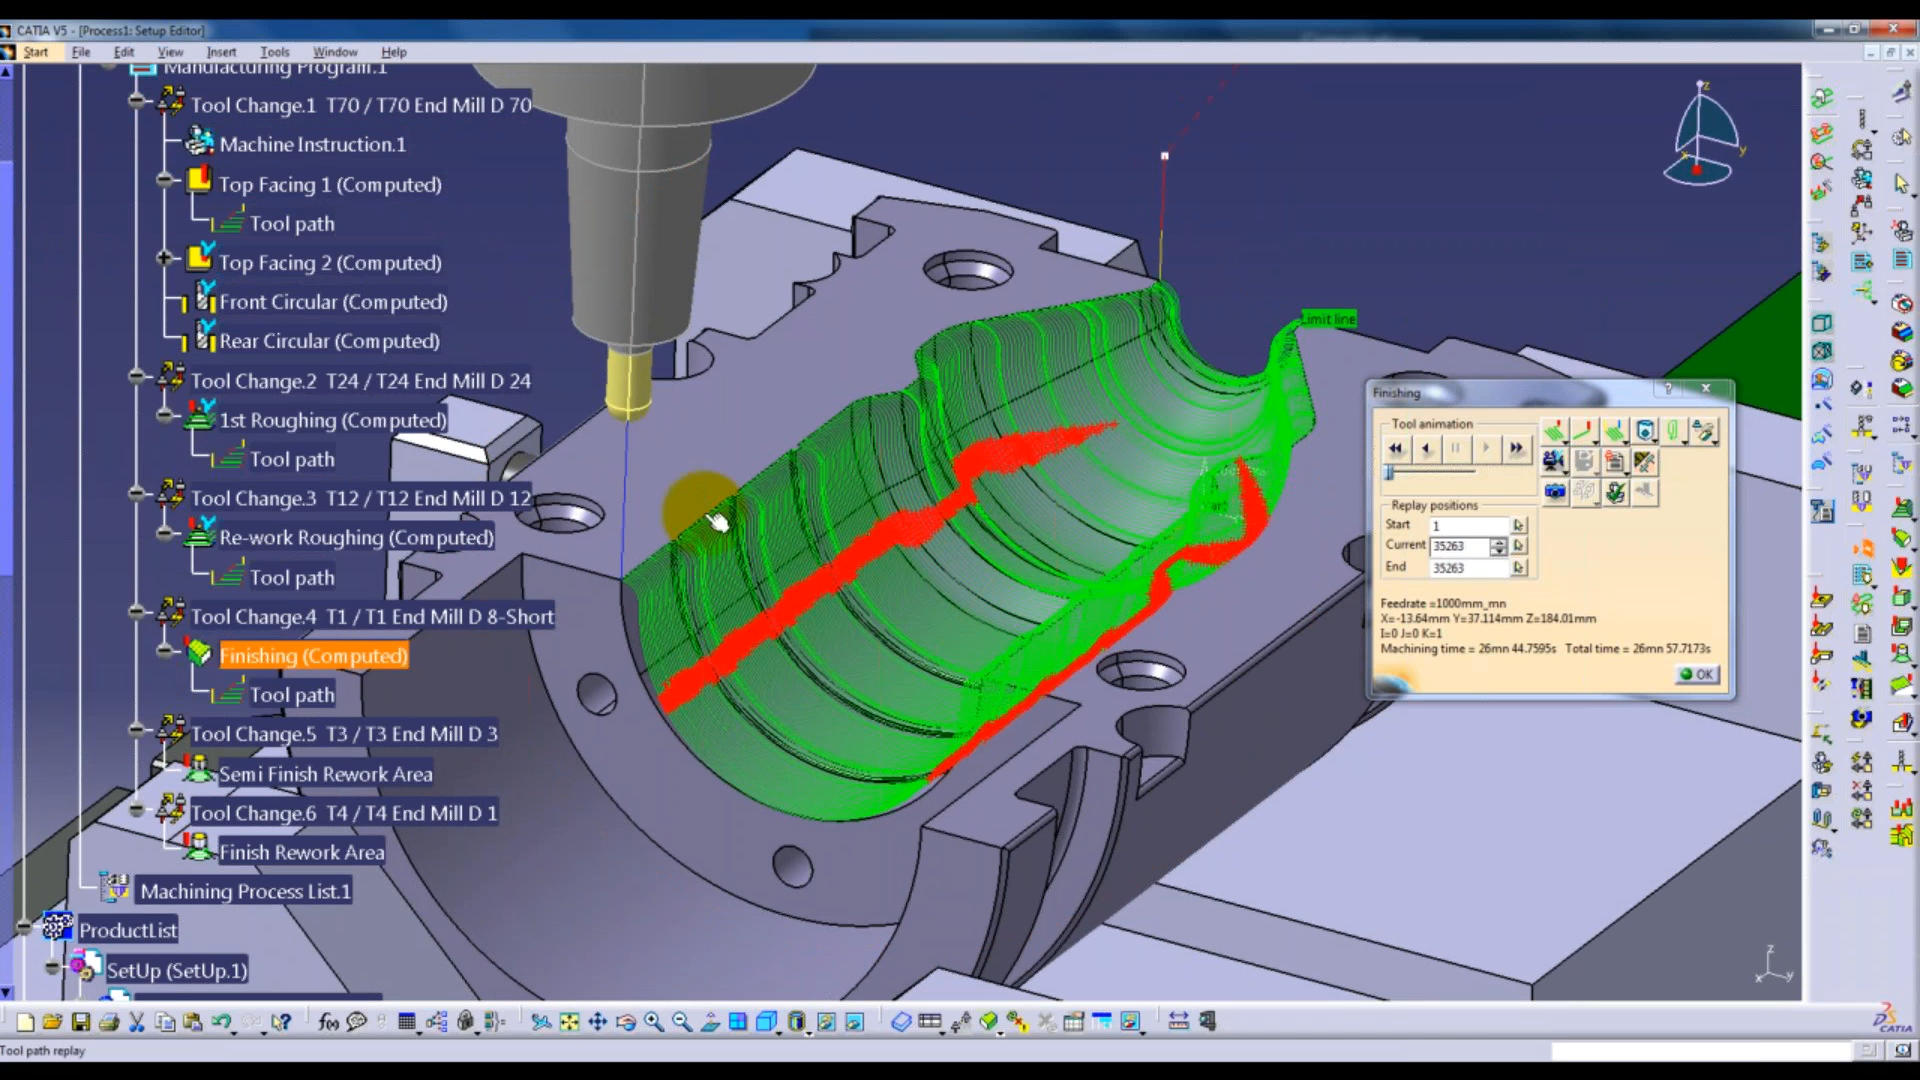 CATIA V5 - [Process1: Setup Editor]
Start File Edit View Insert Tools Window Help
Manufacturing Program.1
Tool Change.1 T70 / T70 End Mill D 70
Machine Instruction.1
Top Facing 1 (Computed)
Tool path
Top Facing 2 (Computed)
Front Circular (Computed)
Rear Circular (Computed)
Tool Change.2 T24 / T24 End Mill D 24
1st Roughing (Computed)
Tool path
Tool Change.3 T12 / T12 End Mill D 12
Re-work Roughing (Computed)
Tool path
Tool Change.4 T1 / T1 End Mill D 8-Short
Finishing (Computed)
Tool path
Tool Change.5 T3 / T3 End Mill D 3
Semi Finish Rework Area
Tool Change.6 T4 / T4 End Mill D 1
Finish Rework Area
Machining Process List.1
ProductList
SetUp (SetUp.1)
Limit line
z
y
x
Finishing
Tool animation
Replay positions
Start 1
Current 35263
End 35263
Feedrate =1000mm_mn
X=-13.64mm Y=37.114mm Z=184.01mm
I=0 J=0 K=1
Machining time = 26mn 44.7595s Total time = 26mn 57.7173s
OK
z
x y
f(x)
DS
CATIA
Tool path replay